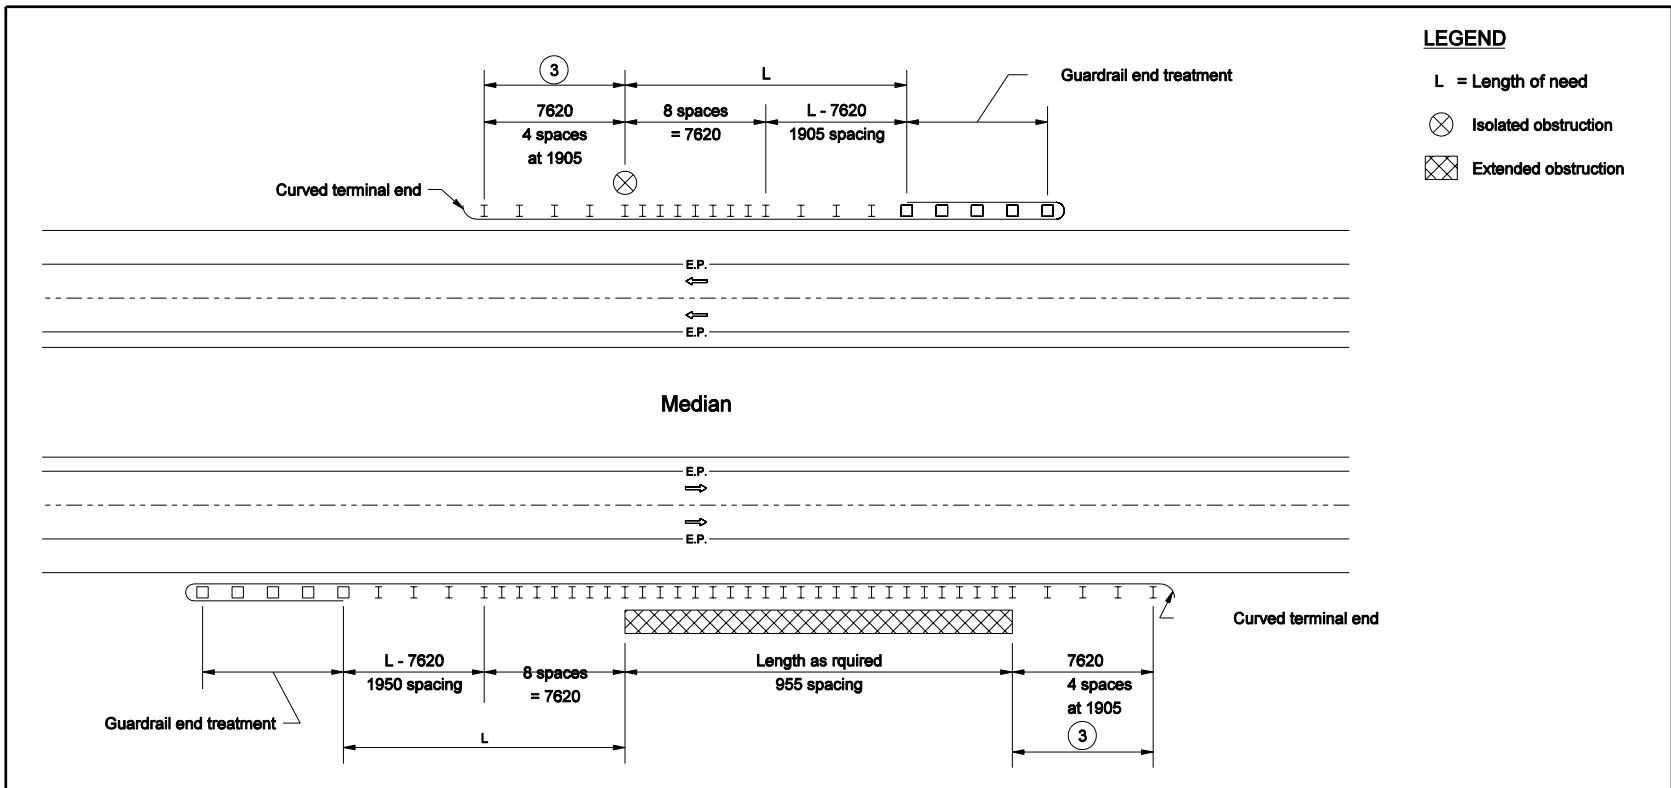 LEGEND
L = Length of need
Isolated obstruction
Extended obstruction
3
L
Guardrail end treatment
7620
4 spaces
at 1905
8 spaces
= 7620
L - 7620
1905 spacing
Curved terminal end
E.P.
E.P.
Median
E.P.
E.P.
Curved terminal end
L - 7620
1950 spacing
8 spaces
= 7620
Length as rquired
955 spacing
7620
4 spaces
at 1905
3
Guardrail end treatment
L